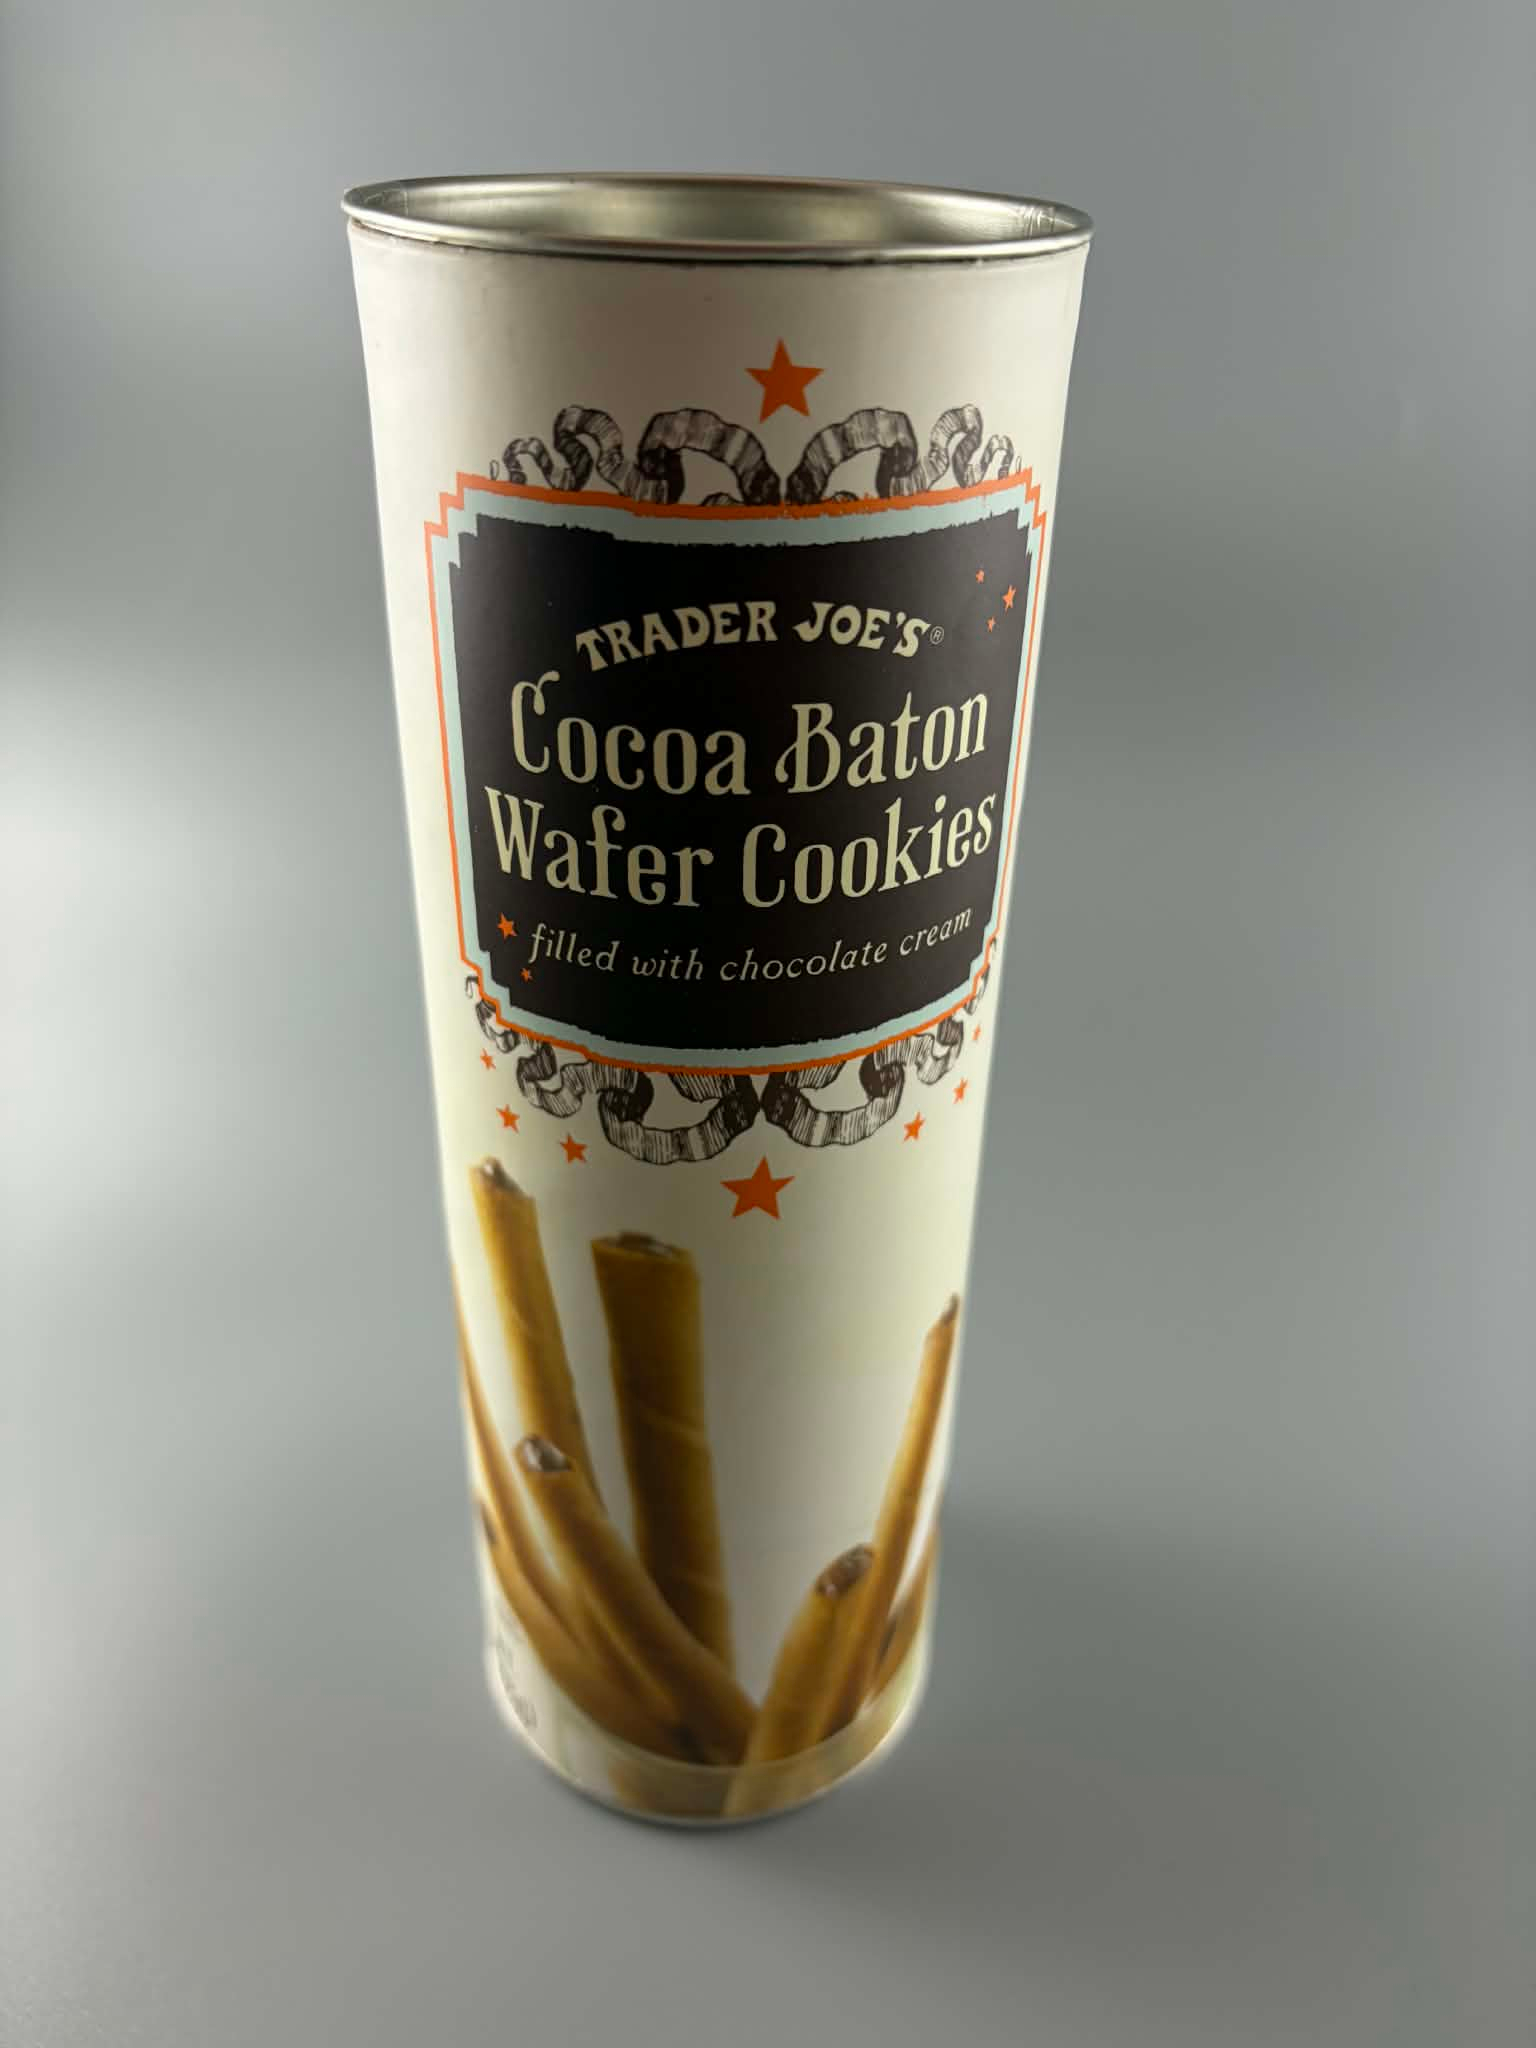 TRADER JOE'S®
Cocoa Baton
Wafer Cookies
filled with chocolate cream